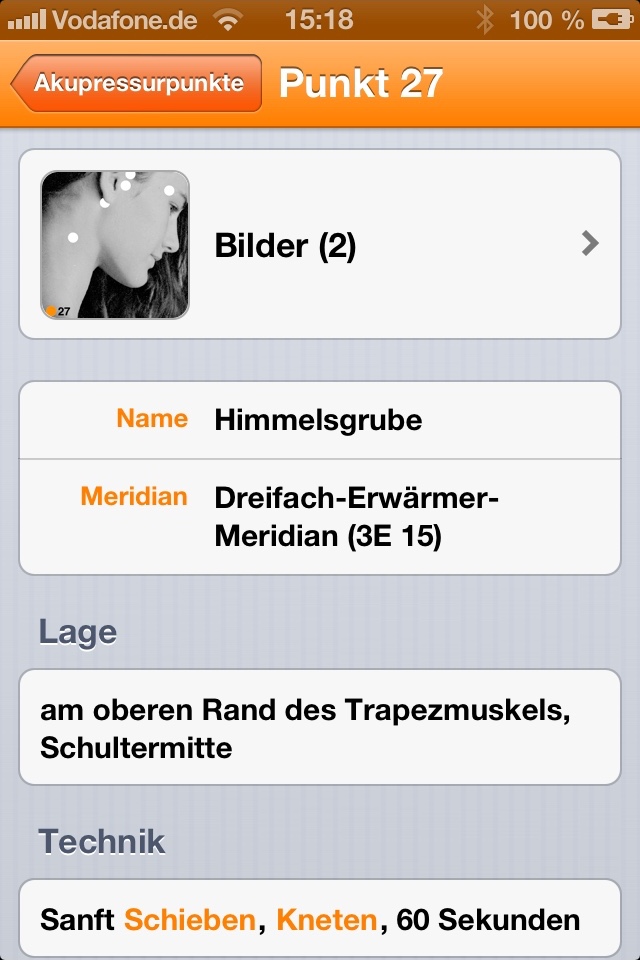 Vodafone.de 15:18 100 %
Akupressurpunkte Punkt 27
Bilder (2)
27
Name Himmelsgrube
Meridian Dreifach-Erwärmer-
Meridian (3E 15)
Lage
am oberen Rand des Trapezmuskels,
Schultermitte
Technik
Sanft Schieben, Kneten, 60 Sekunden